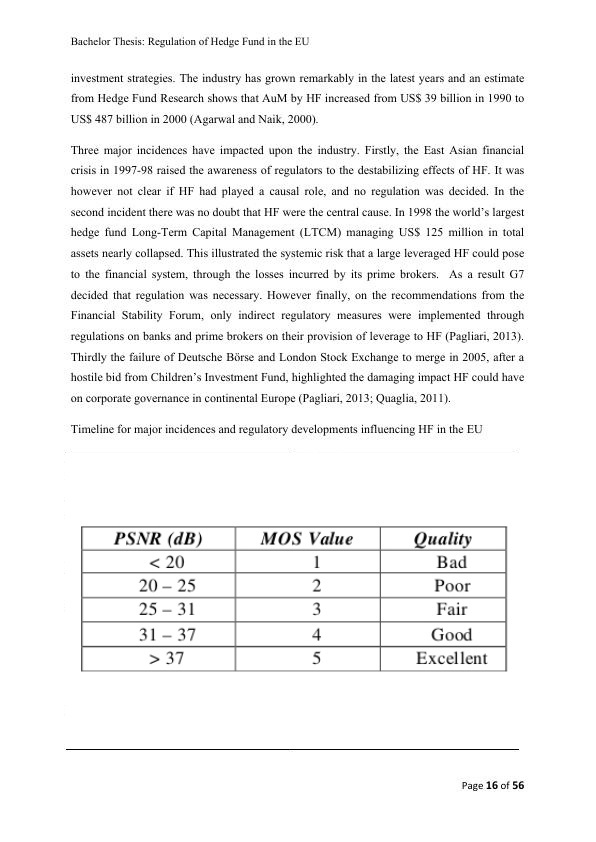 Bachelor Thesis: Regulation of Hedge Fund in the EU
investment strategies. The industry has grown remarkably in the latest years and an estimate
from Hedge Fund Research shows that AuM by HF increased from US$ 39 billion in 1990 to
US$ 487 billion in 2000 (Agarwal and Naik, 2000).
Three major incidences have impacted upon the industry. Firstly, the East Asian financial
crisis in 1997-98 raised the awareness of regulators to the destabilizing effects of HF. It was
however not clear if HF had played a causal role, and no regulation was decided. In the
second incident there was no doubt that HF were the central cause. In 1998 the world's largest
hedge fund Long-Term Capital Management (LTCM) managing US$ 125 million in total
assets nearly collapsed. This illustrated the systemic risk that a large leveraged HF could pose
to the financial system, through the losses incurred by its prime brokers.  As a result G7
decided that regulation was necessary. However finally, on the recommendations from the
Financial Stability Forum, only indirect regulatory measures were implemented through
regulations on banks and prime brokers on their provision of leverage to HF (Pagliari, 2013).
Thirdly the failure of Deutsche Börse and London Stock Exchange to merge in 2005, after a
hostile bid from Children's Investment Fund, highlighted the damaging impact HF could have
on corporate governance in continental Europe (Pagliari, 2013; Quaglia, 2011).
Timeline for major incidences and regulatory developments influencing HF in the EU
PSNR (dB) MOS Value Quality
< 20 1 Bad
20 – 25 2 Poor
25 – 31 3 Fair
31 – 37 4 Good
> 37 5 Excellent
Page 16 of 56